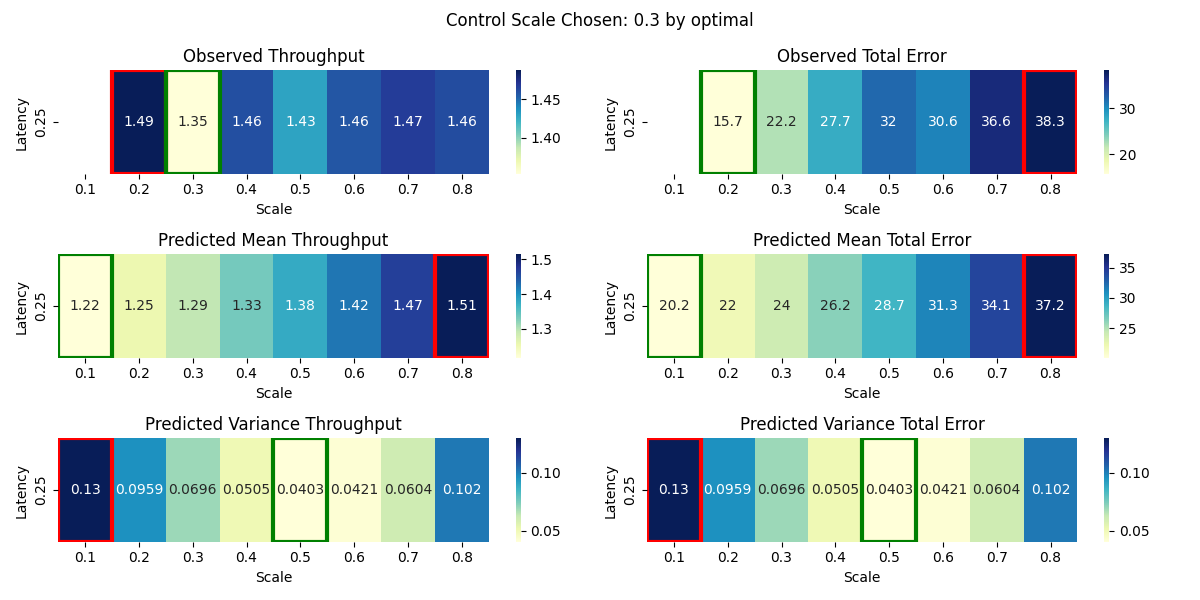 Control Scale Chosen: 0.3 by optimal
Observed Throughput
Latency
0.25
1.49 1.35 1.46 1.43 1.46 1.47 1.46
0.1 0.2 0.3 0.4 0.5 0.6 0.7 0.8
Scale
1.45
1.40
Observed Total Error
Latency
0.25
15.7 22.2 27.7 32 30.6 36.6 38.3
0.1 0.2 0.3 0.4 0.5 0.6 0.7 0.8
Scale
30
20
Predicted Mean Throughput
Latency
0.25
1.22 1.25 1.29 1.33 1.38 1.42 1.47 1.51
0.1 0.2 0.3 0.4 0.5 0.6 0.7 0.8
Scale
1.5
1.4
1.3
Predicted Mean Total Error
Latency
0.25
20.2 22 24 26.2 28.7 31.3 34.1 37.2
0.1 0.2 0.3 0.4 0.5 0.6 0.7 0.8
Scale
35
30
25
Predicted Variance Throughput
Latency
0.25
0.13 0.0959 0.0696 0.0505 0.0403 0.0421 0.0604 0.102
0.1 0.2 0.3 0.4 0.5 0.6 0.7 0.8
Scale
0.10
0.05
Predicted Variance Total Error
Latency
0.25
0.13 0.0959 0.0696 0.0505 0.0403 0.0421 0.0604 0.102
0.1 0.2 0.3 0.4 0.5 0.6 0.7 0.8
Scale
0.10
0.05